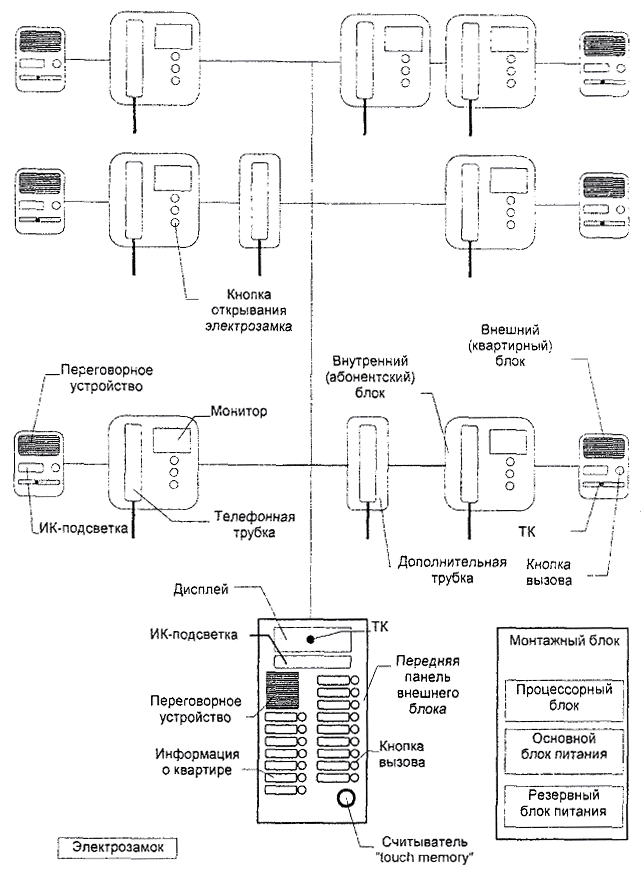 Кнопка
открывания
электрозамка
Переговорное
устройство
Монитор
Внутренний
(абонентский)
блок
Внешний
(квартирный)
блок
ИК-подсветка
Телефонная
трубка
Дополнительная
трубка
ТК
Кнопка
вызова
Дисплей
ИК-подсветка
ТК
Передняя
панель
внешнего
блока
Переговорное
устройство
Информация
о квартире
Кнопка
вызова
Считыватель
"touch memory"
Монтажный блок
Процессорный
блок
Основной
блок питания
Резервный
блок питания
Электрозамок